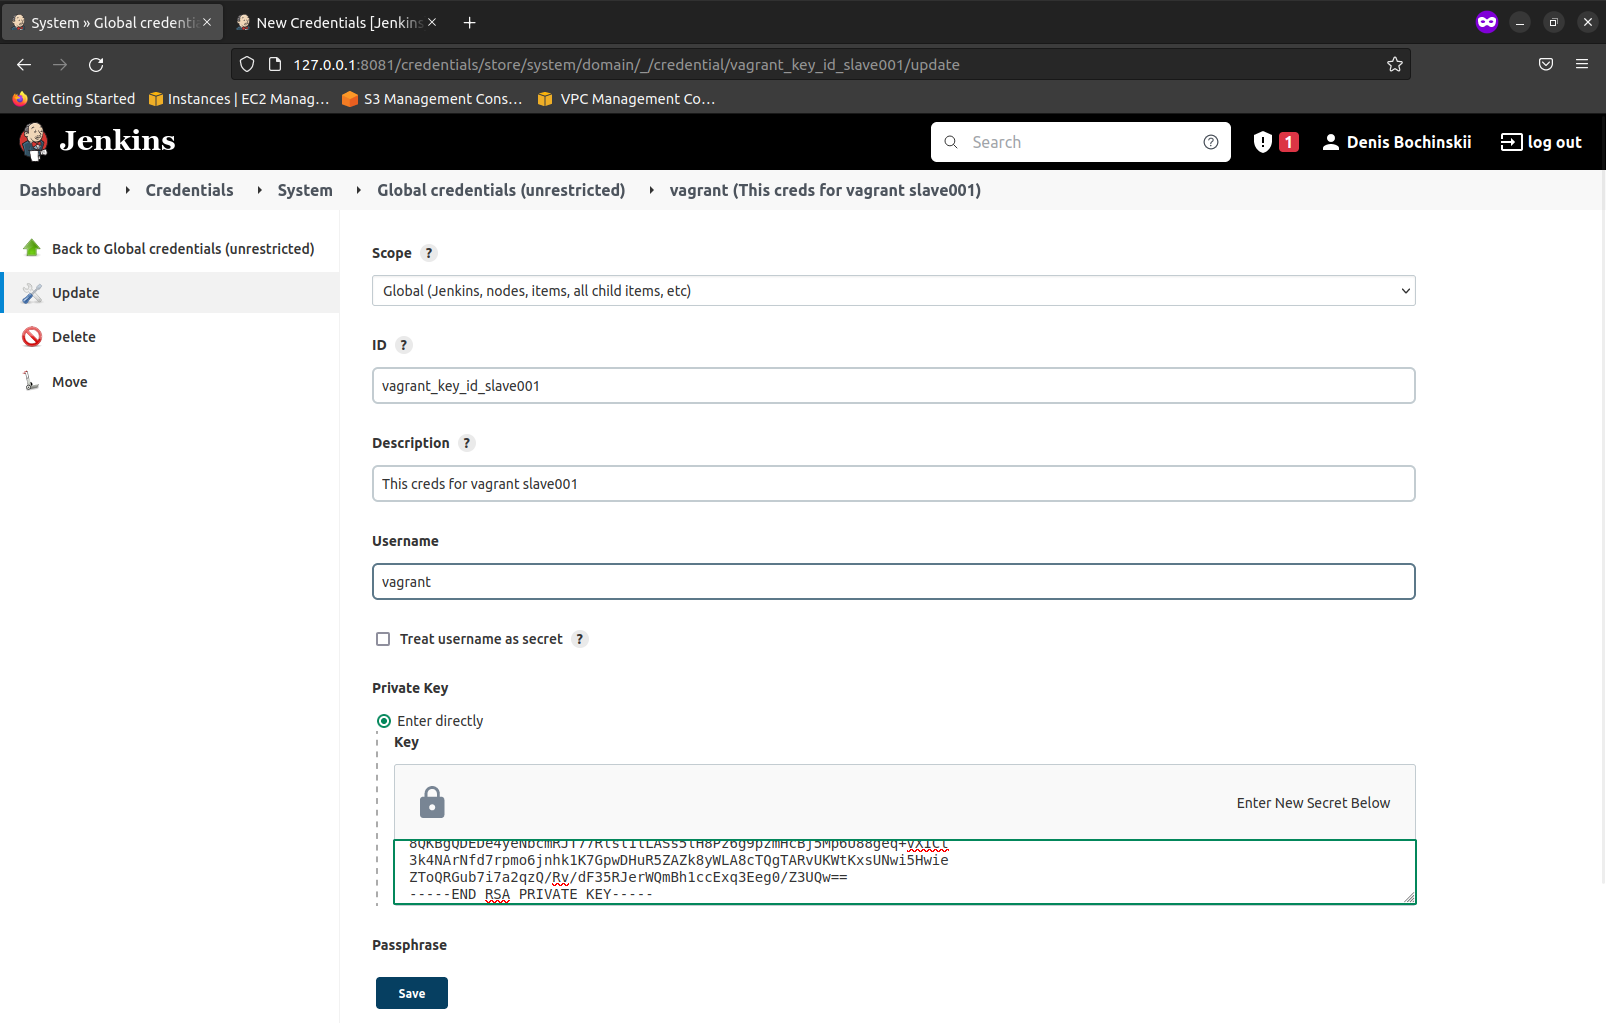 System » Global credenti
New Credentials [Jenkins
127.0.0.1:8081/credentials/store/system/domain/_/credential/vagrant_key_id_slave001/update
Getting Started
Instances | EC2 Manag…
S3 Management Cons…
VPC Management Co…
Jenkins
Search
1
Denis Bochinskii
log out
Dashboard
Credentials
System
Global credentials (unrestricted)
vagrant (This creds for vagrant slave001)
Back to Global credentials (unrestricted)
Update
Delete
Move
Scope ?
Global (Jenkins, nodes, items, all child items, etc)
ID ?
vagrant_key_id_slave001
Description ?
This creds for vagrant slave001
Username
vagrant
Treat username as secret ?
Private Key
Enter directly
Key
Enter New Secret Below
3k4NArNfd7rpmo6jnhk1K7GpwDHuR5ZAZk8yWLA8cTQgTARvUKWtKxsUNwi5Hwie
ZToQRGub7i7a2qzQ/Rv/dF35RJerWQmBh1ccExq3Eeg0/Z3UQw==
-----END RSA PRIVATE KEY-----
Passphrase
Save